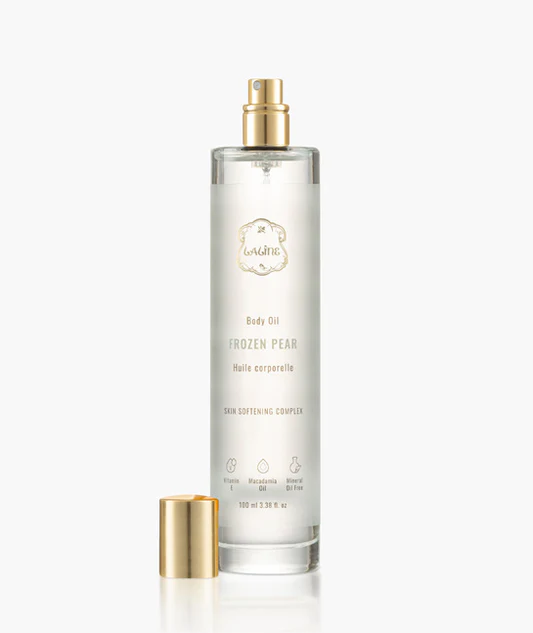 LALINE
Body Oil
FROZEN PEAR
Huile corporelle
SKIN SOFTENING COMPLEX
Vitamin Macadamia Mineral
E Oil Oil Free
100 ml 3.38 fl. oz